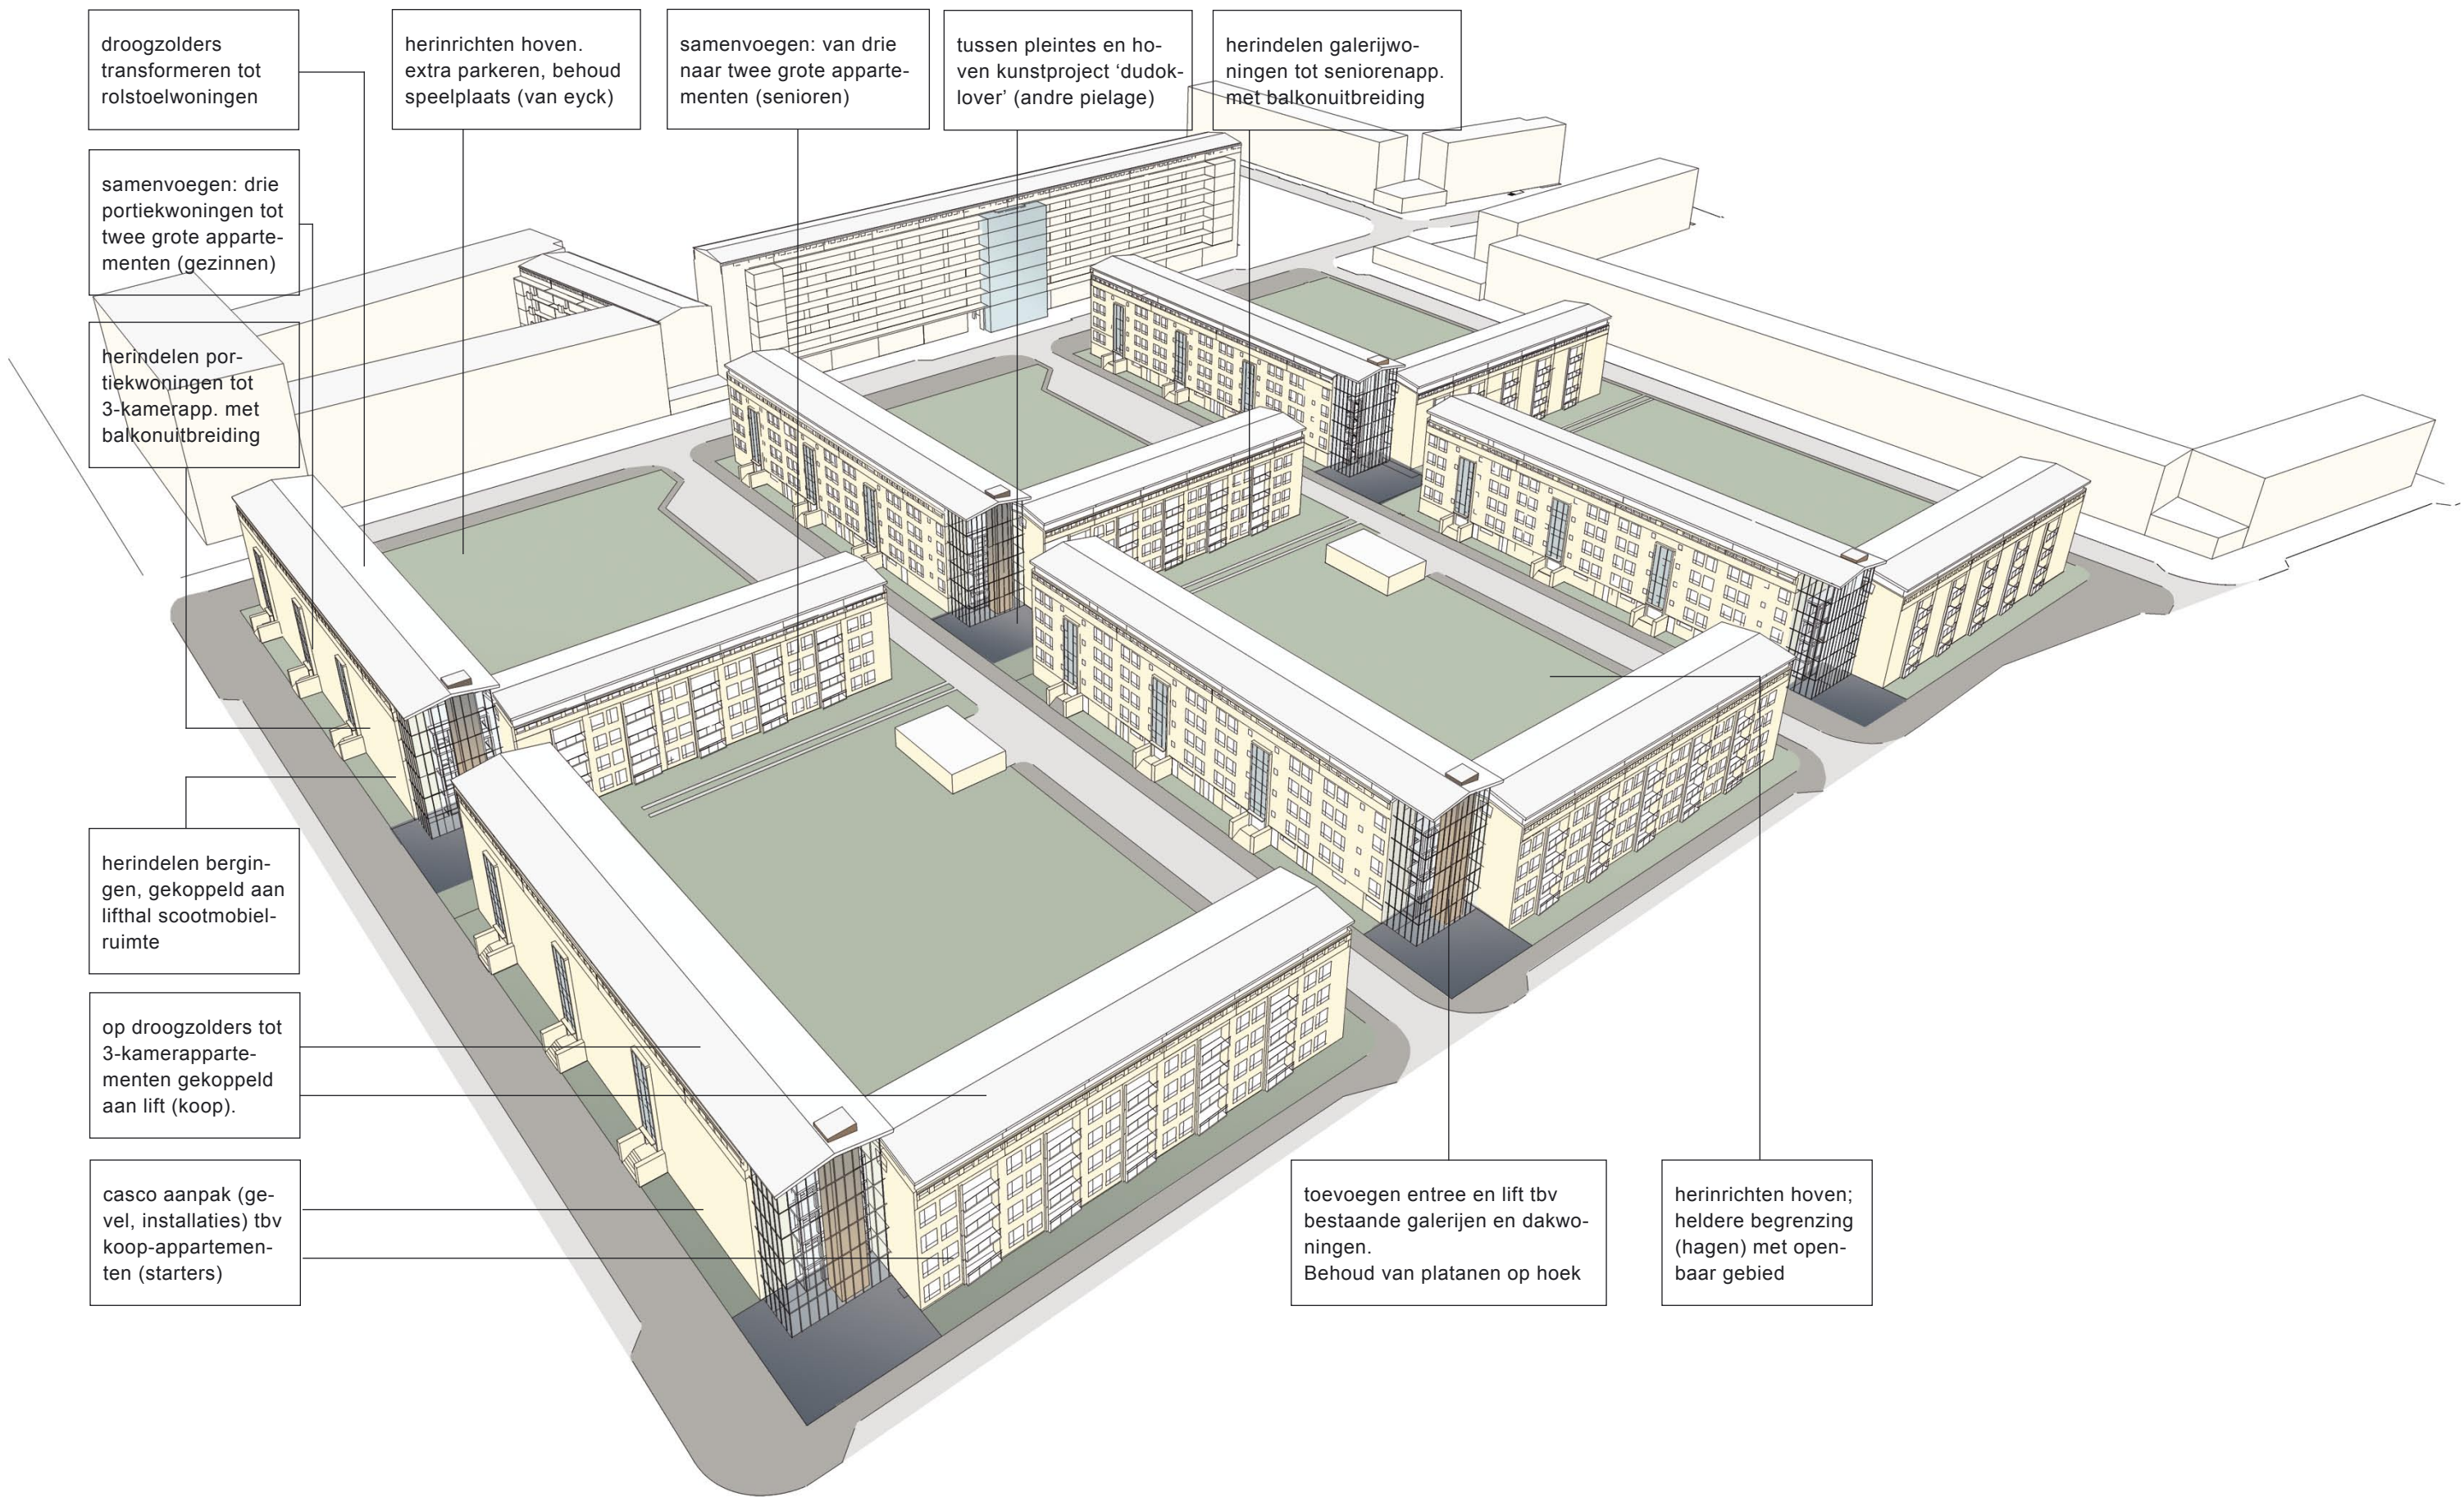 droogzolders
transformeren tot
rolstoelwoningen
herinrichten hoven.
extra parkeren, behoud
speelplaats (van eyck)
samenvoegen: van drie
naar twee grote apparte-
menten (senioren)
tussen pleintes en ho-
ven kunstproject ‘dudok-
lover’ (andre pielage)
herindelen galerijwo-
ningen tot seniorenapp.
met balkonuitbreiding
samenvoegen: drie
portiekwoningen tot
twee grote apparte-
menten (gezinnen)
herindelen por-
tiekwoningen tot
3-kamerapp. met
balkonuitbreiding
herindelen bergin-
gen, gekoppeld aan
lifthal scootmobiel-
ruimte
op droogzolders tot
3-kamerapparte-
menten gekoppeld
aan lift (koop).
casco aanpak (ge-
vel, installaties) tbv
koop-appartemen-
ten (starters)
toevoegen entree en lift tbv
bestaande galerijen en dakwo-
ningen.
Behoud van platanen op hoek
herinrichten hoven;
heldere begrenzing
(hagen) met open-
baar gebied